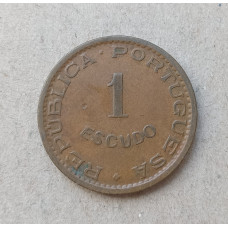 REPUBLICA · PORTUGUESA
1
ESCUDO